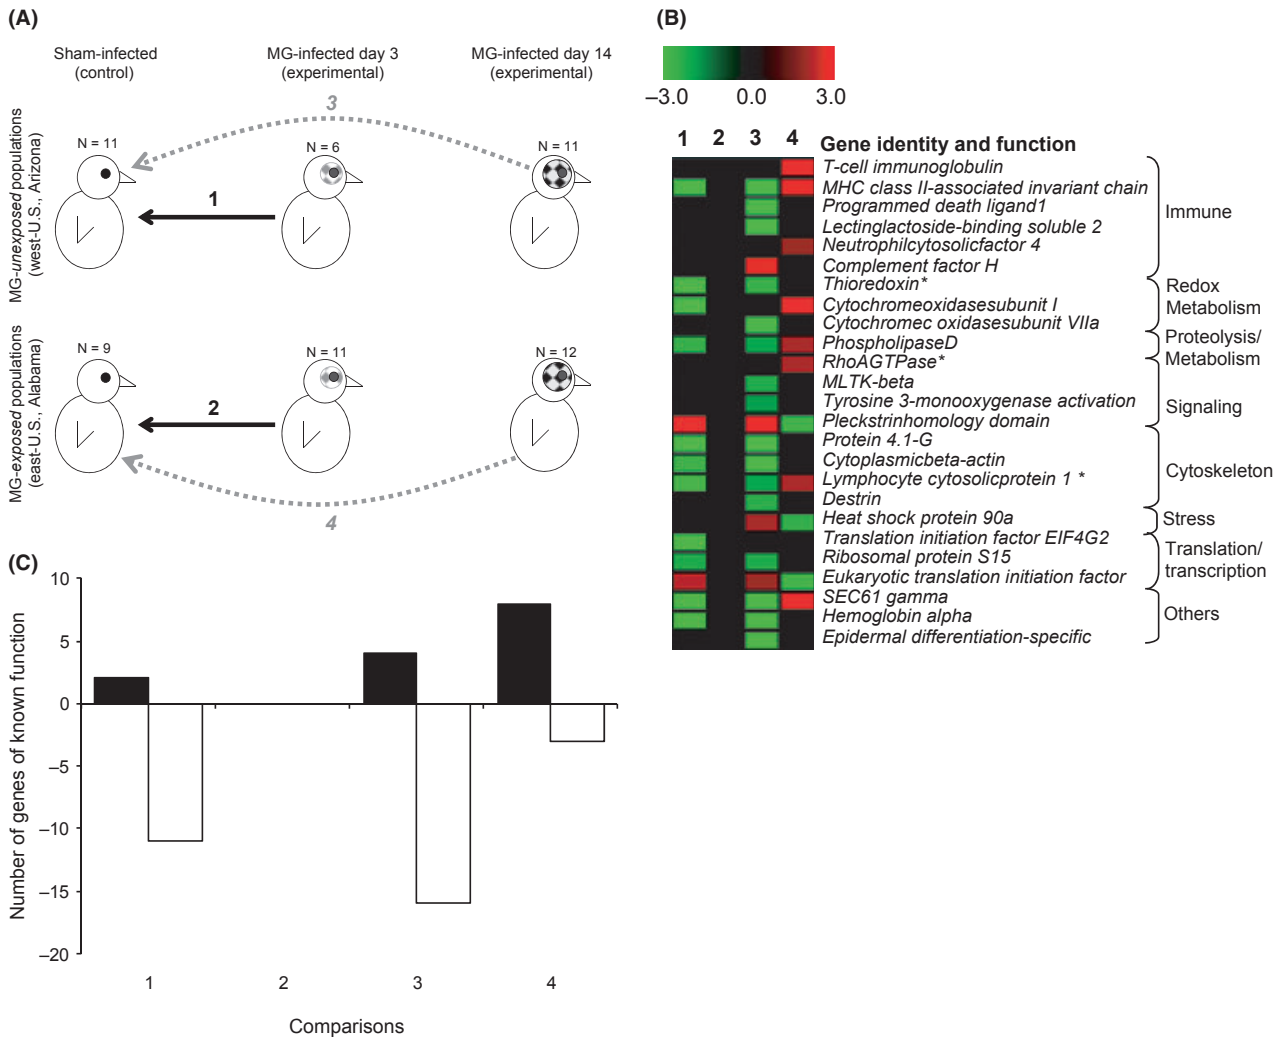 (A)
Sham-infected
(control)
MG-infected day 3
(experimental)
MG-infected day 14
(experimental)
MG-unexposed populations
(west-U.S., Arizona)
3
N = 11
N = 6
N = 11
1
MG-exposed populations
(east-U.S., Alabama)
N = 9
N = 11
N = 12
2
4
(B)
–3.0 0.0 3.0
1 2 3 4 Gene identity and function
T-cell immunoglobulin
MHC class II-associated invariant chain
Programmed death ligand1
Lectinglactoside-binding soluble 2
Neutrophilcytosolicfactor 4
Complement factor H
Thioredoxin*
Cytochromeoxidasesubunit I
Cytochromec oxidasesubunit VIIa
PhospholipaseD
RhoAGTPase*
MLTK-beta
Tyrosine 3-monooxygenase activation
Pleckstrinhomology domain
Protein 4.1-G
Cytoplasmicbeta-actin
Lymphocyte cytosolicprotein 1 *
Destrin
Heat shock protein 90a
Translation initiation factor EIF4G2
Ribosomal protein S15
Eukaryotic translation initiation factor
SEC61 gamma
Hemoglobin alpha
Epidermal differentiation-specific
Immune
Redox
Metabolism
Proteolysis/
Metabolism
Signaling
Cytoskeleton
Stress
Translation/
transcription
Others
(C)
Number of genes of known function
10
5
0
–5
–10
–15
–20
1 2 3 4
Comparisons